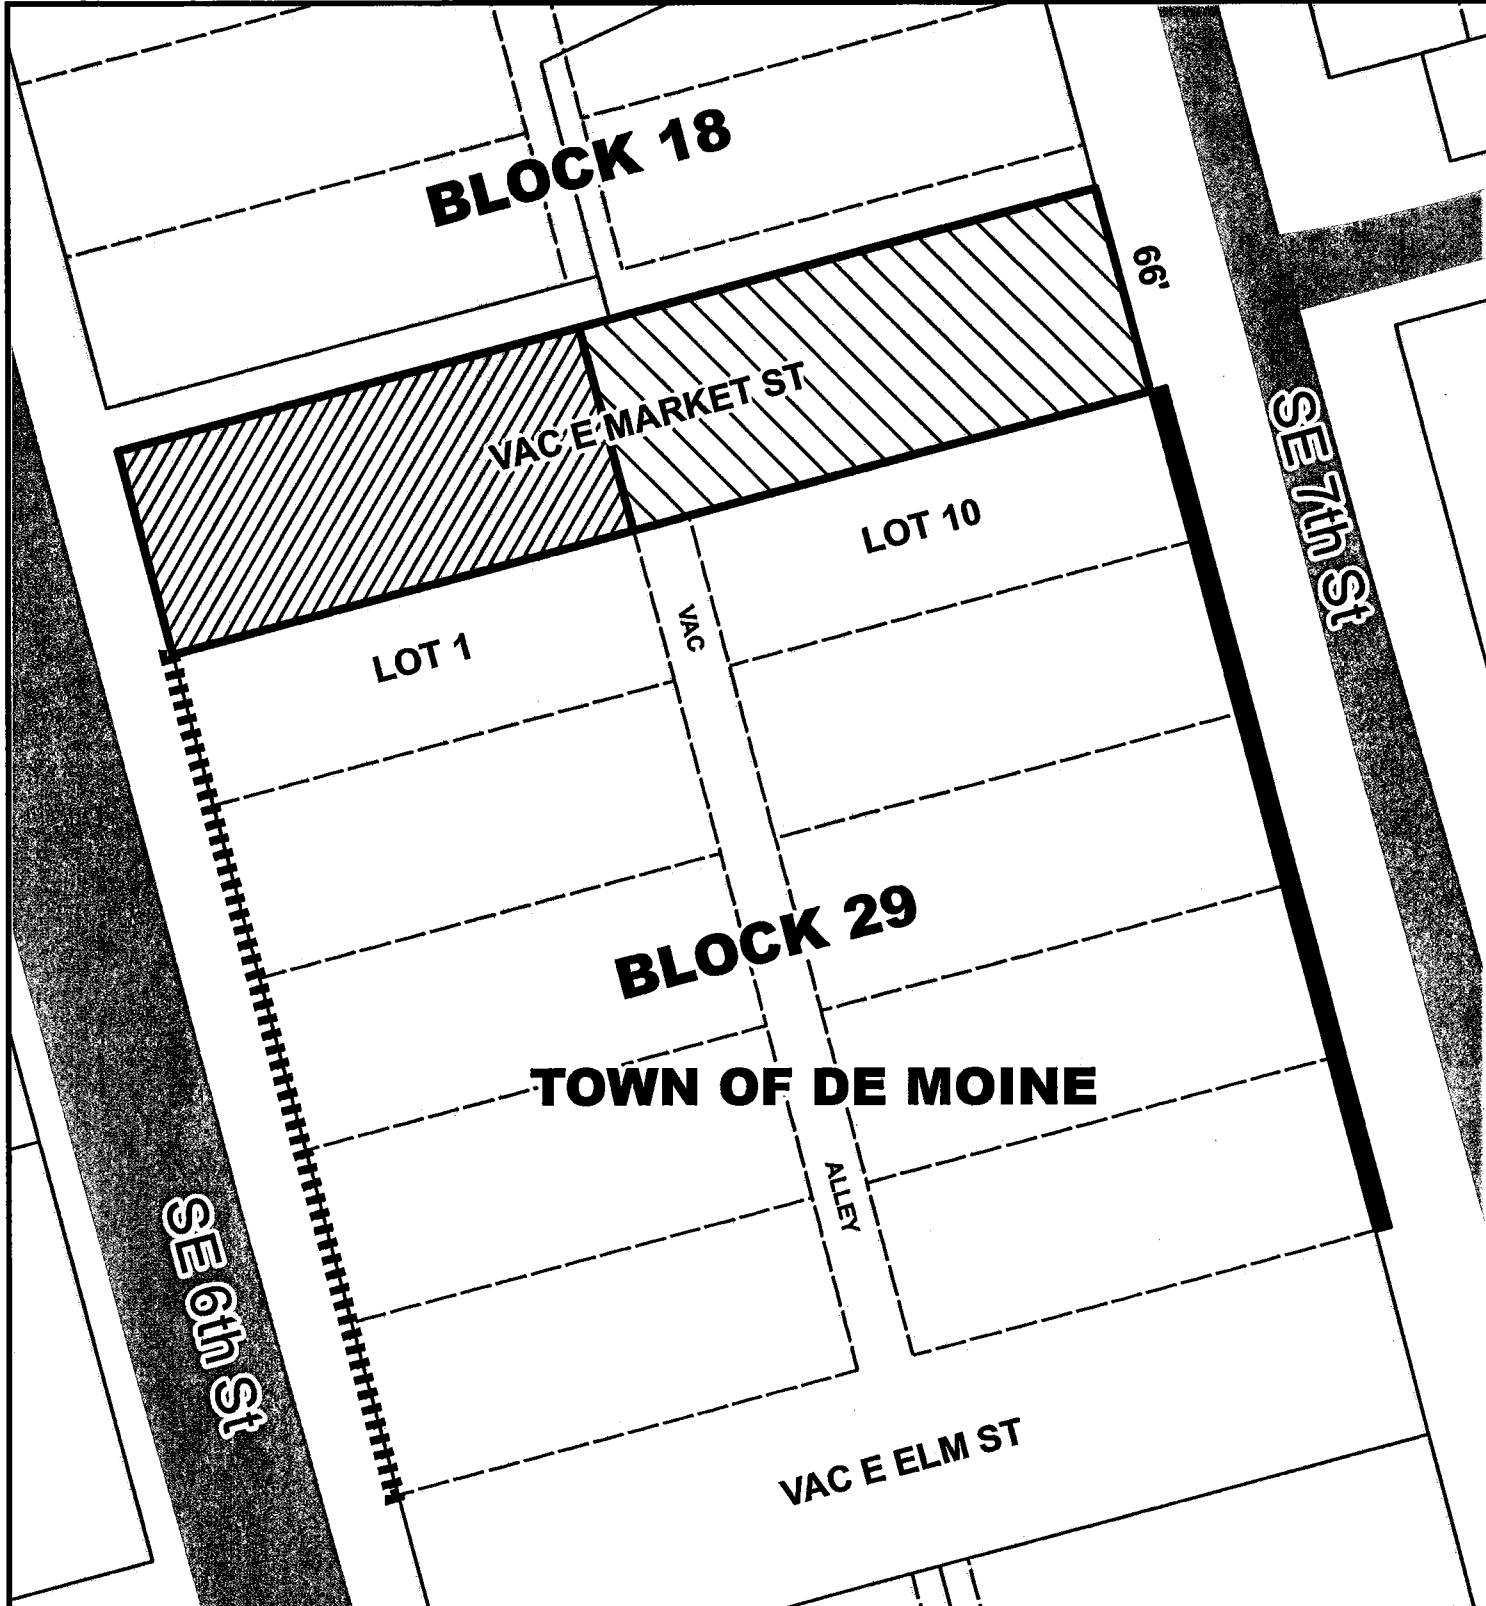 BLOCK 18
66'
VAC E MARKET ST
SE 7th St
LOT 10
VAC
LOT 1
BLOCK 29
TOWN OF DE MOINE
ALLEY
SE 6th St
VAC E ELM ST